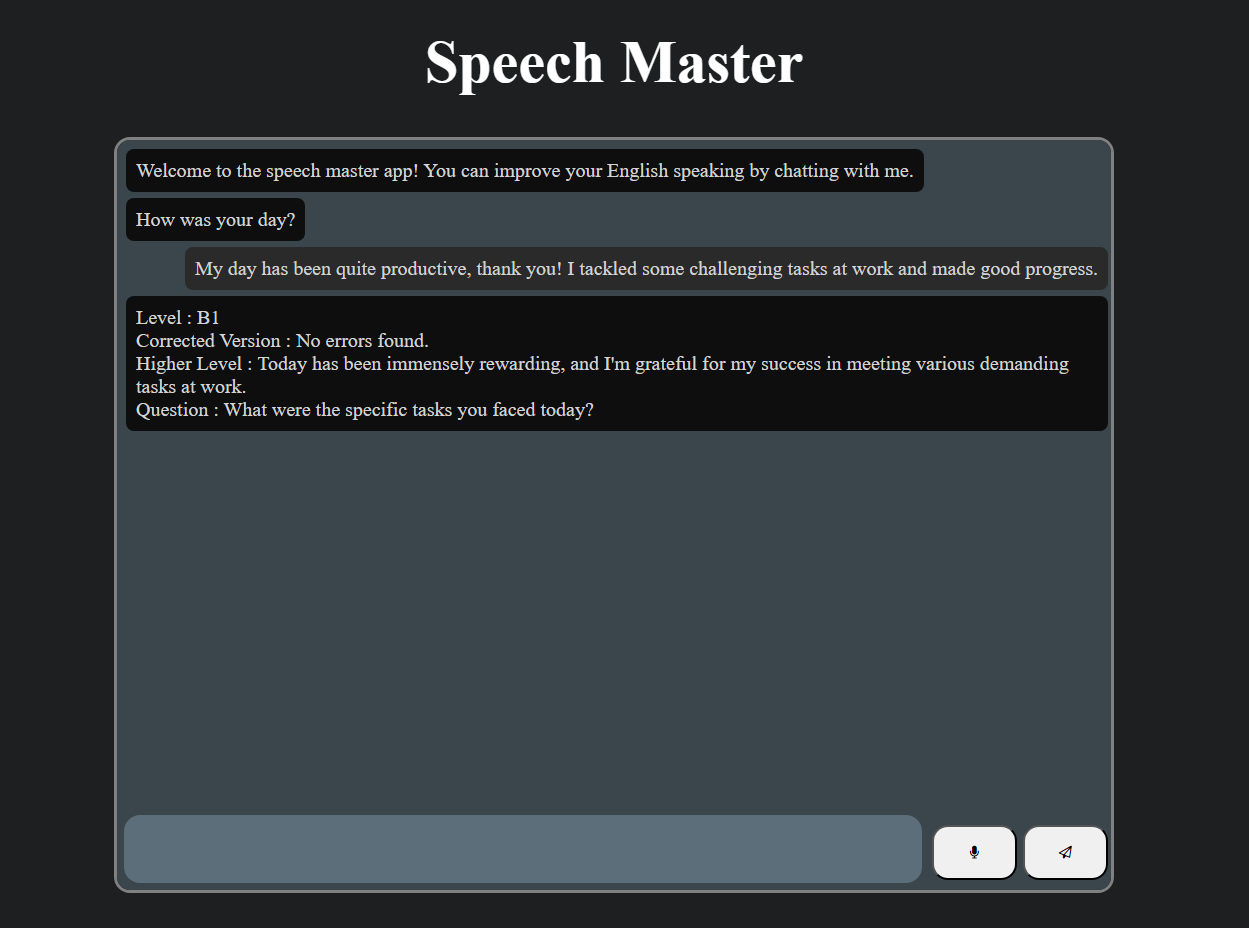 Speech Master
Welcome to the speech master app! You can improve your English speaking by chatting with me.
How was your day?
My day has been quite productive, thank you! I tackled some challenging tasks at work and made good progress.
Level : B1
Corrected Version : No errors found.
Higher Level : Today has been immensely rewarding, and I'm grateful for my success in meeting various demanding
tasks at work.
Question : What were the specific tasks you faced today?